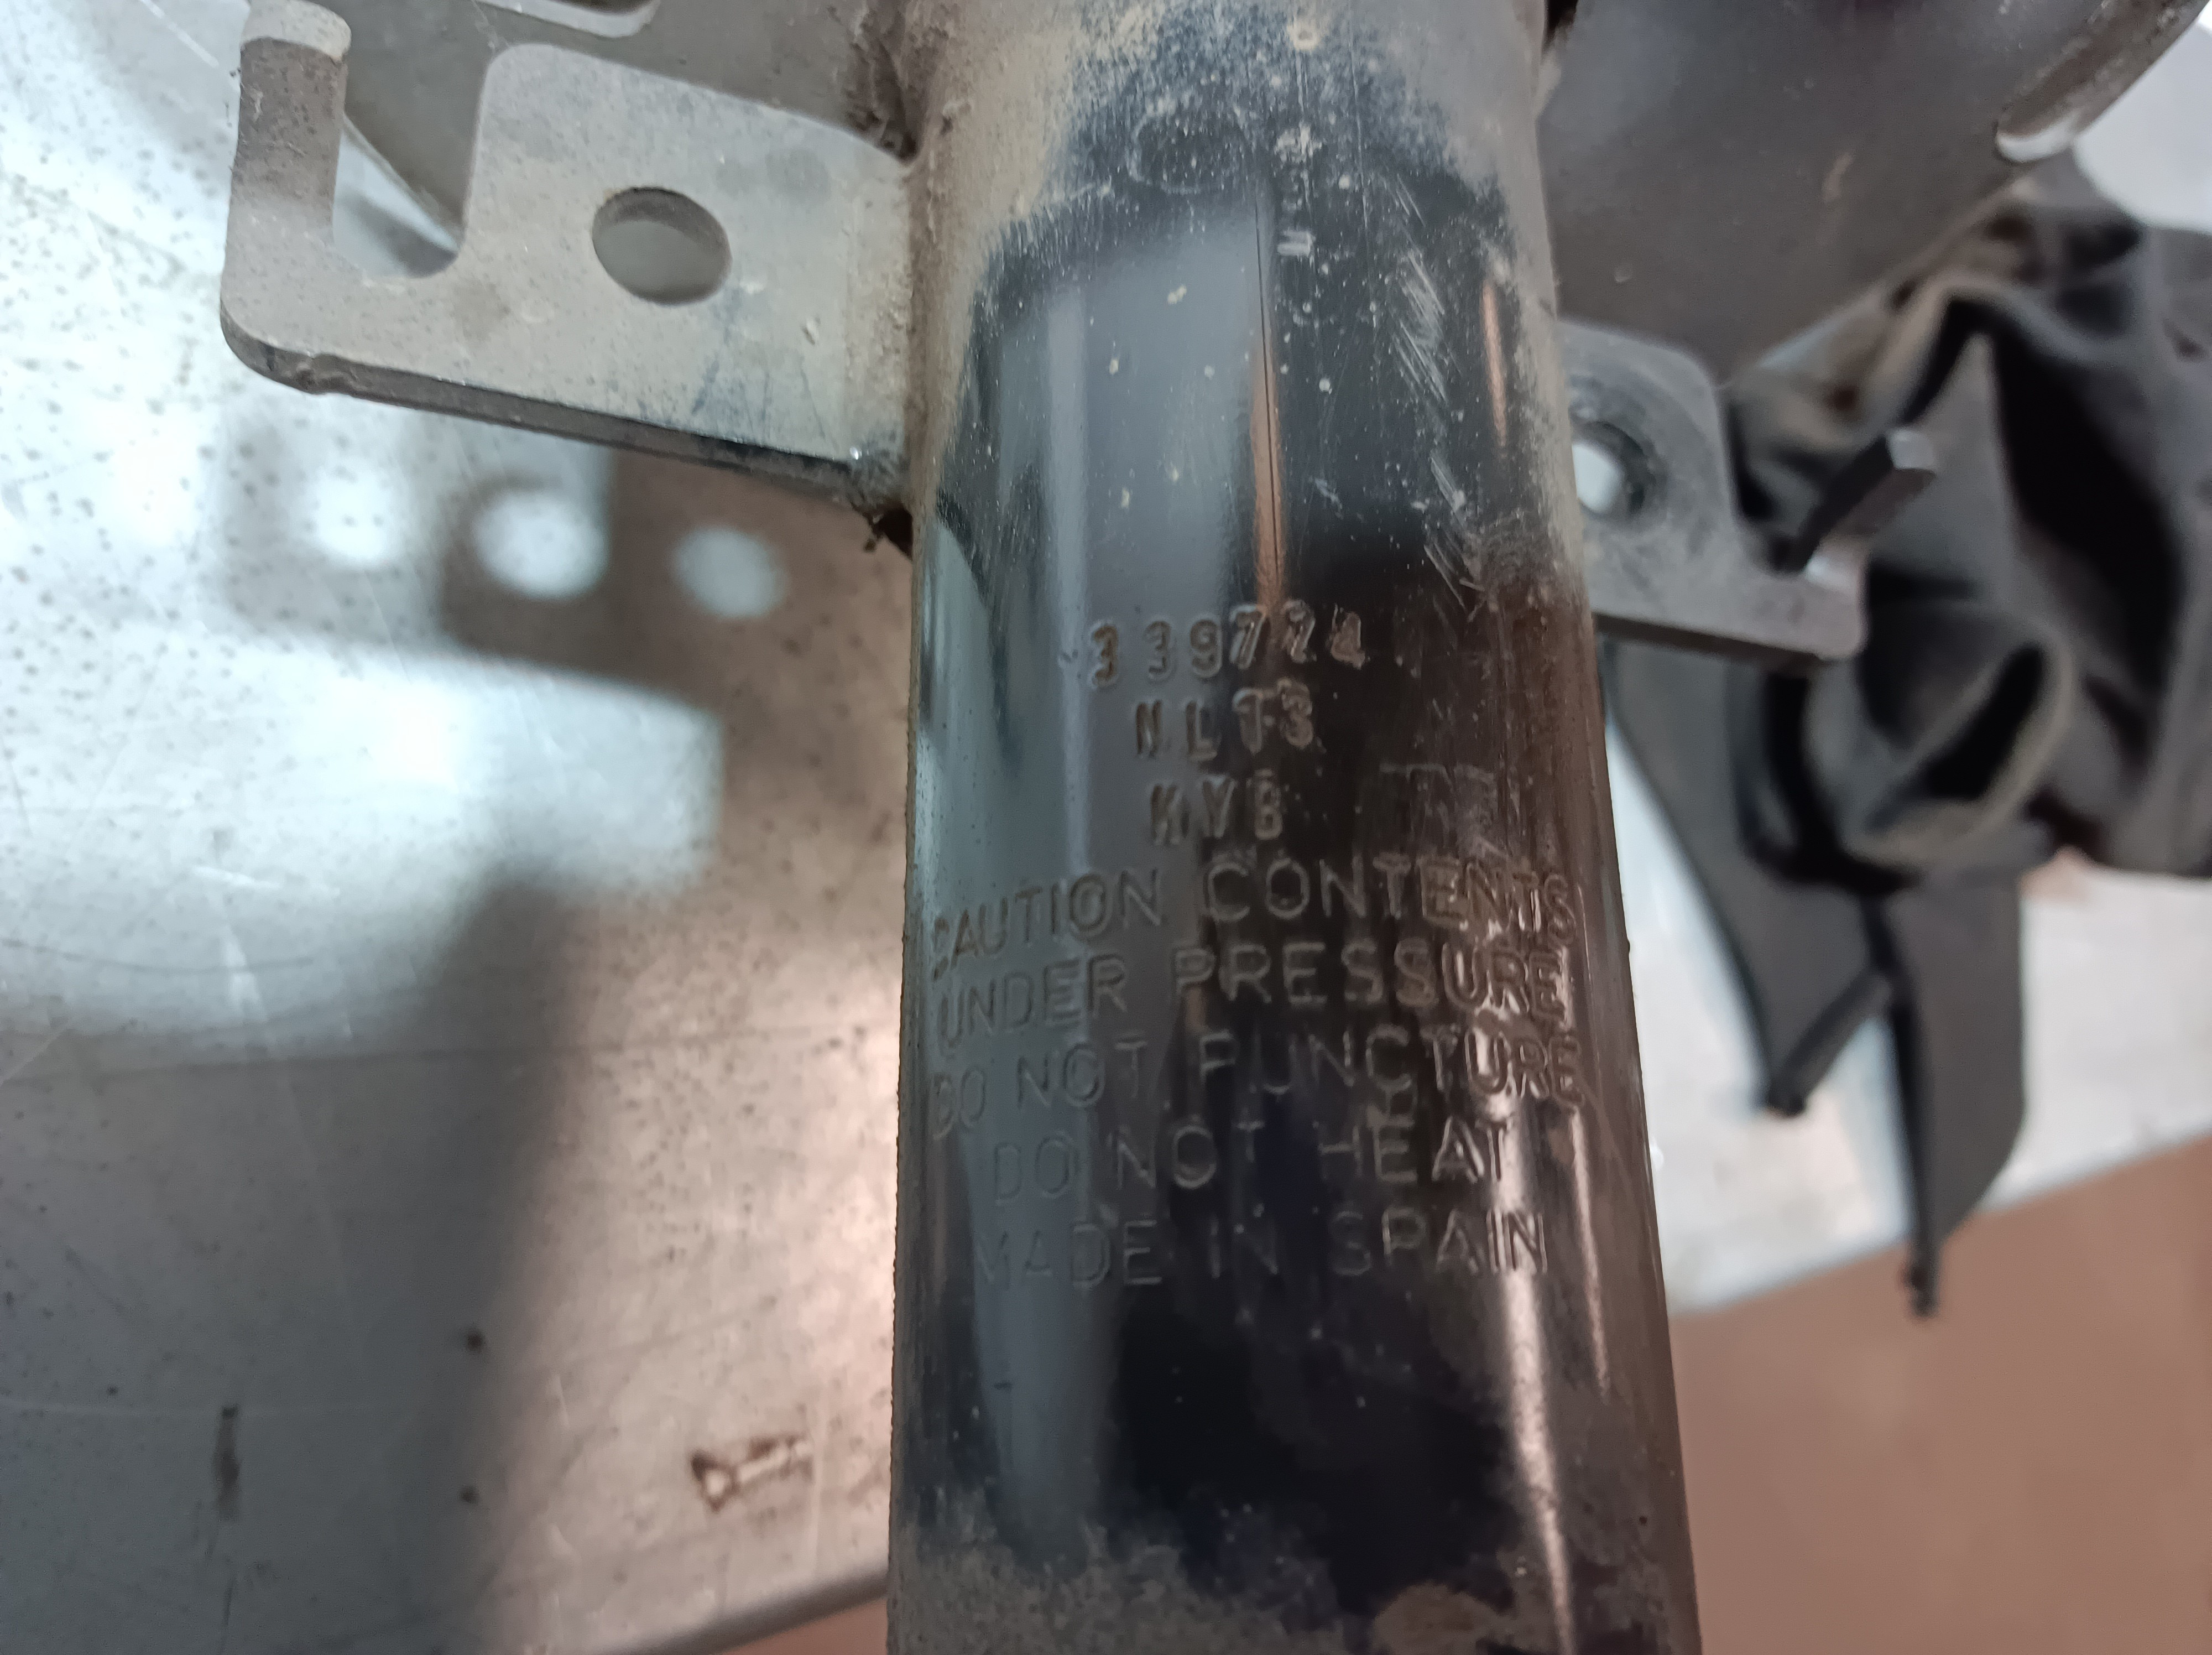 339724
NL13
KYB
CAUTION CONTENTS
UNDER PRESSURE
DO NOT PUNCTURE
DO NOT HEAT
MADE IN SPAIN